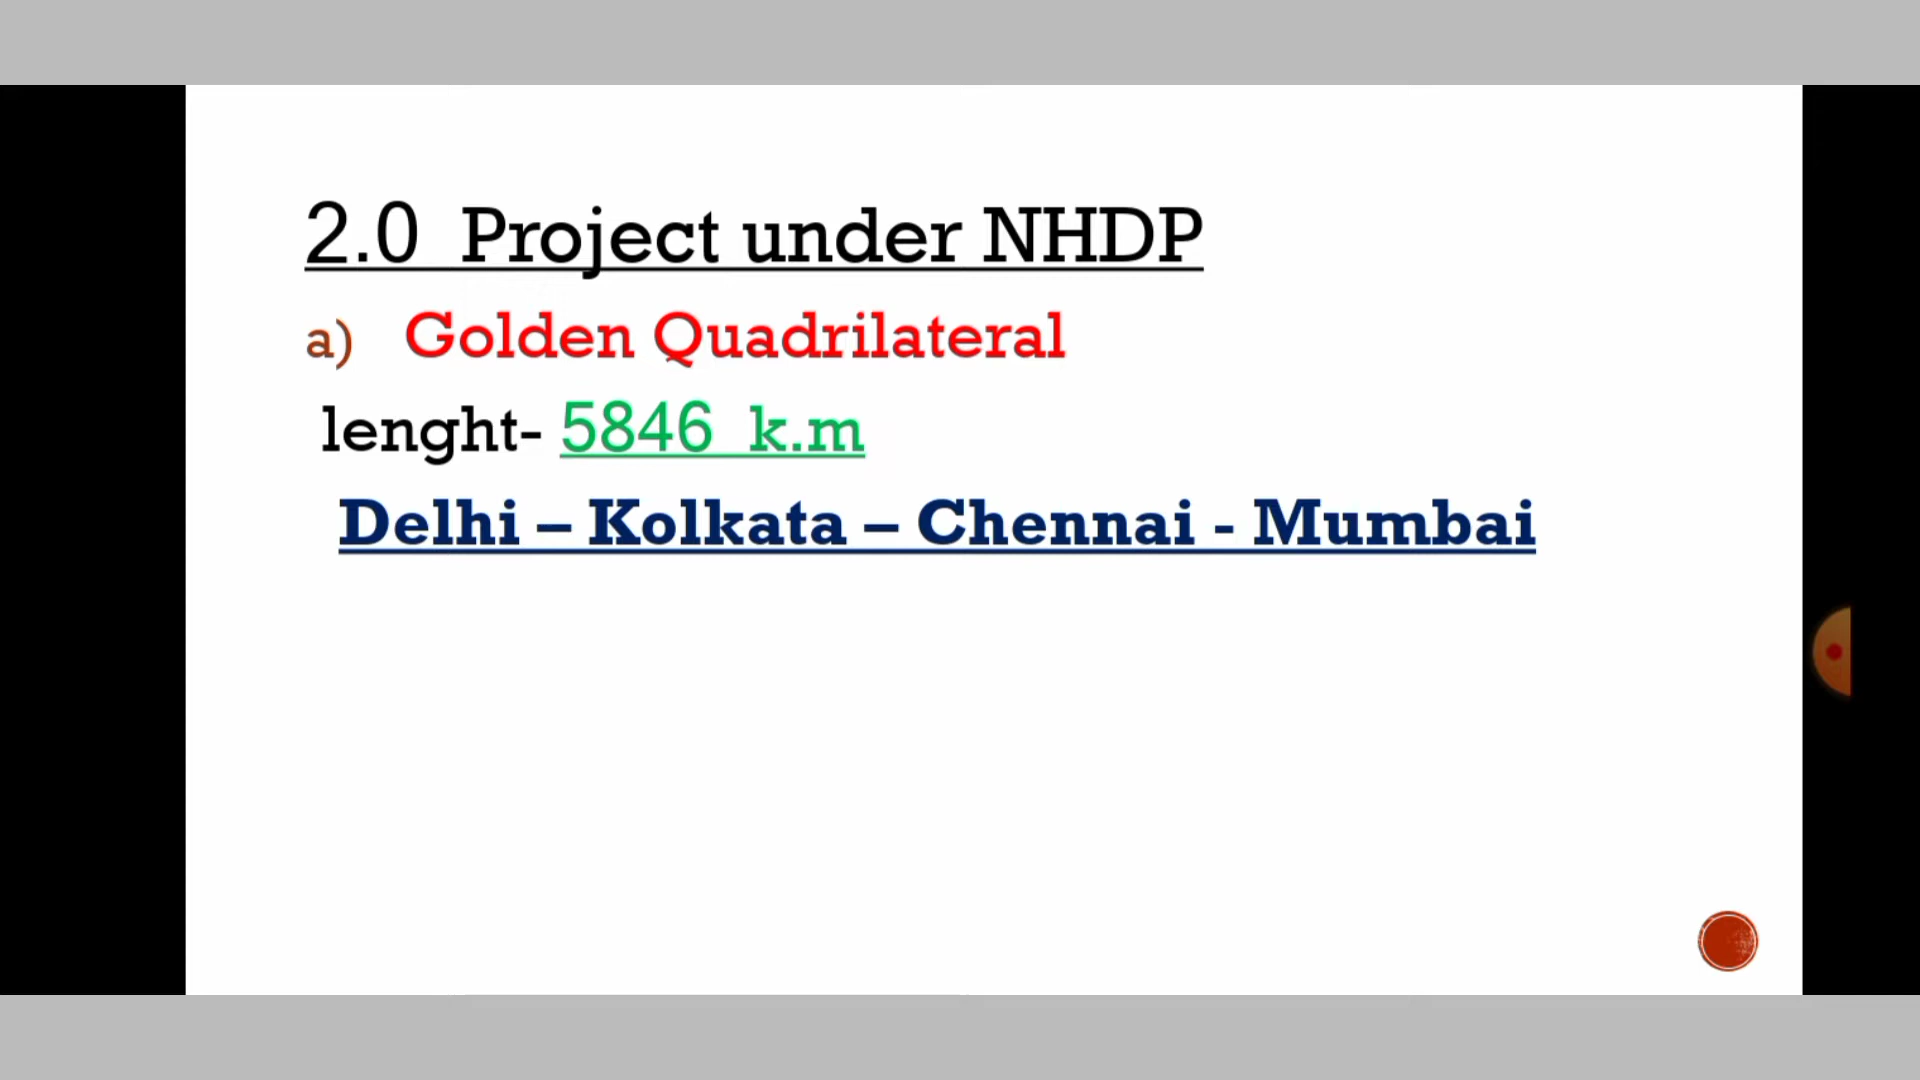 2.0 Project under NHDP
a) Golden Quadrilateral
lenght- 5846 k.m
Delhi – Kolkata – Chennai - Mumbai